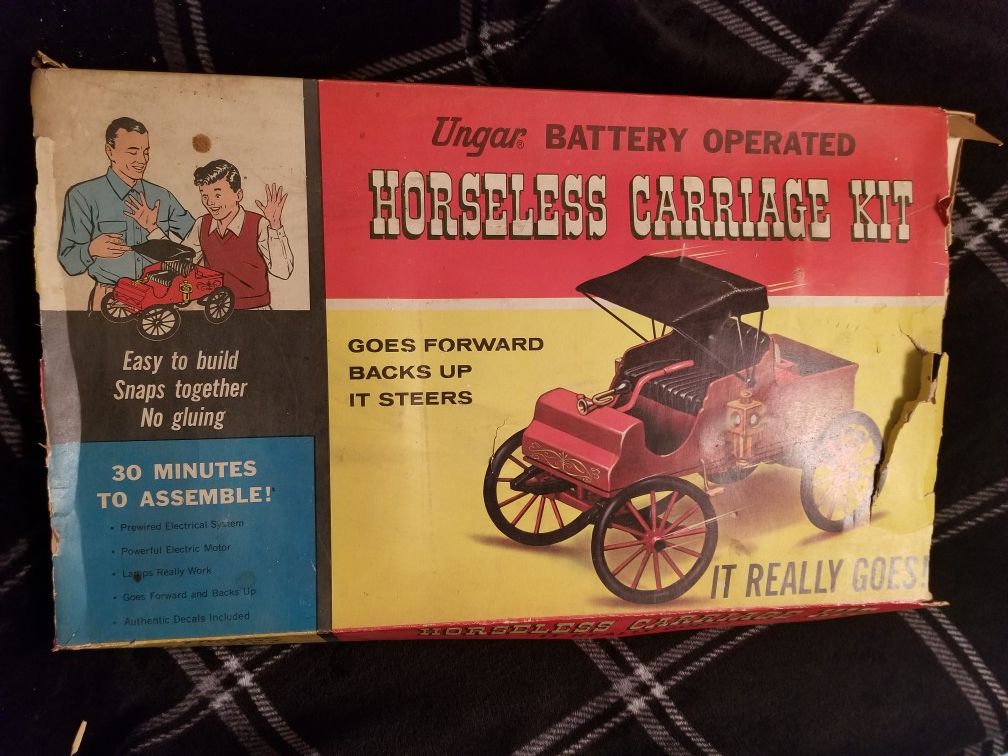 Ungar® BATTERY OPERATED
HORSELESS CARRIAGE KIT
GOES FORWARD
BACKS UP
IT STEERS
Easy to build
Snaps together
No gluing
30 MINUTES
TO ASSEMBLE!
• Prewired Electrical System
• Powerful Electric Motor
• Lamps Really Work
• Goes Forward and Backs Up
• Authentic Decals Included
IT REALLY GOES!
HORSELESS CARRIAGE KIT